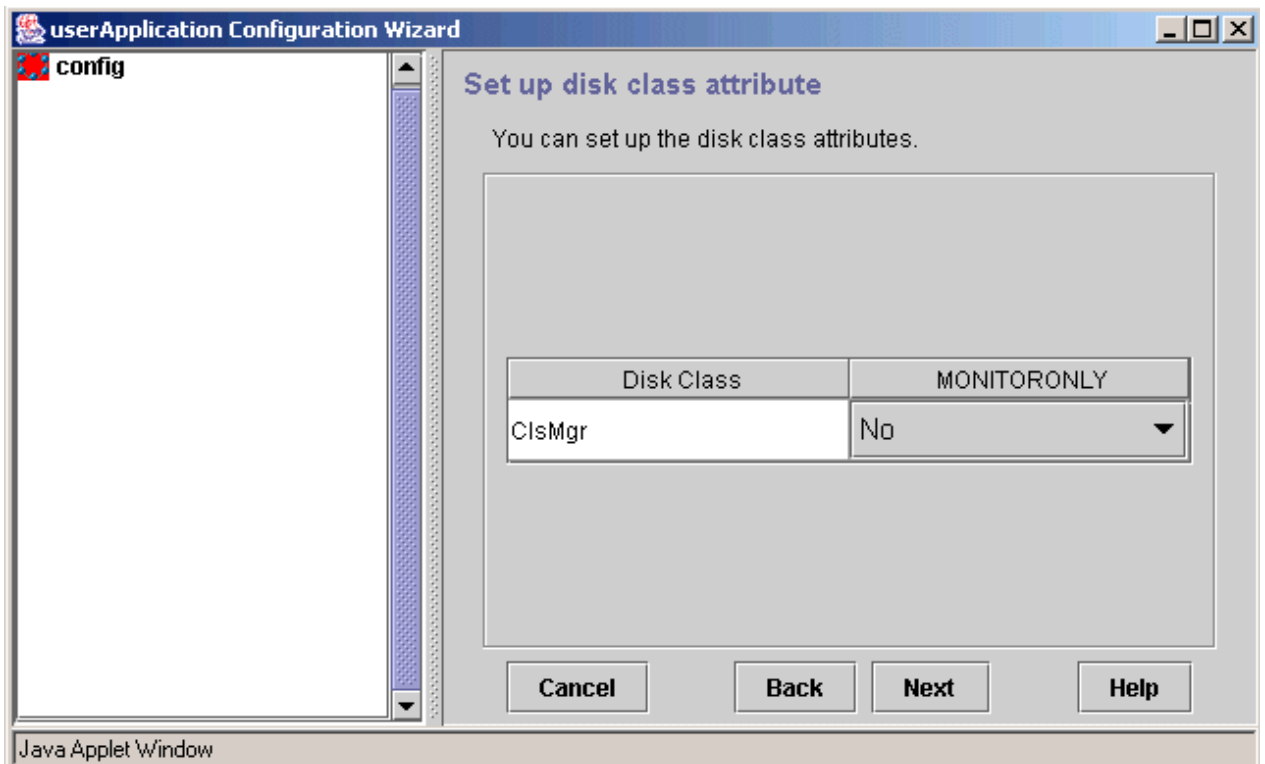 userApplication Configuration Wizard
config
Set up disk class attribute
You can set up the disk class attributes.
Disk Class MONITORONLY
ClsMgr No
Cancel Back Next Help
Java Applet Window